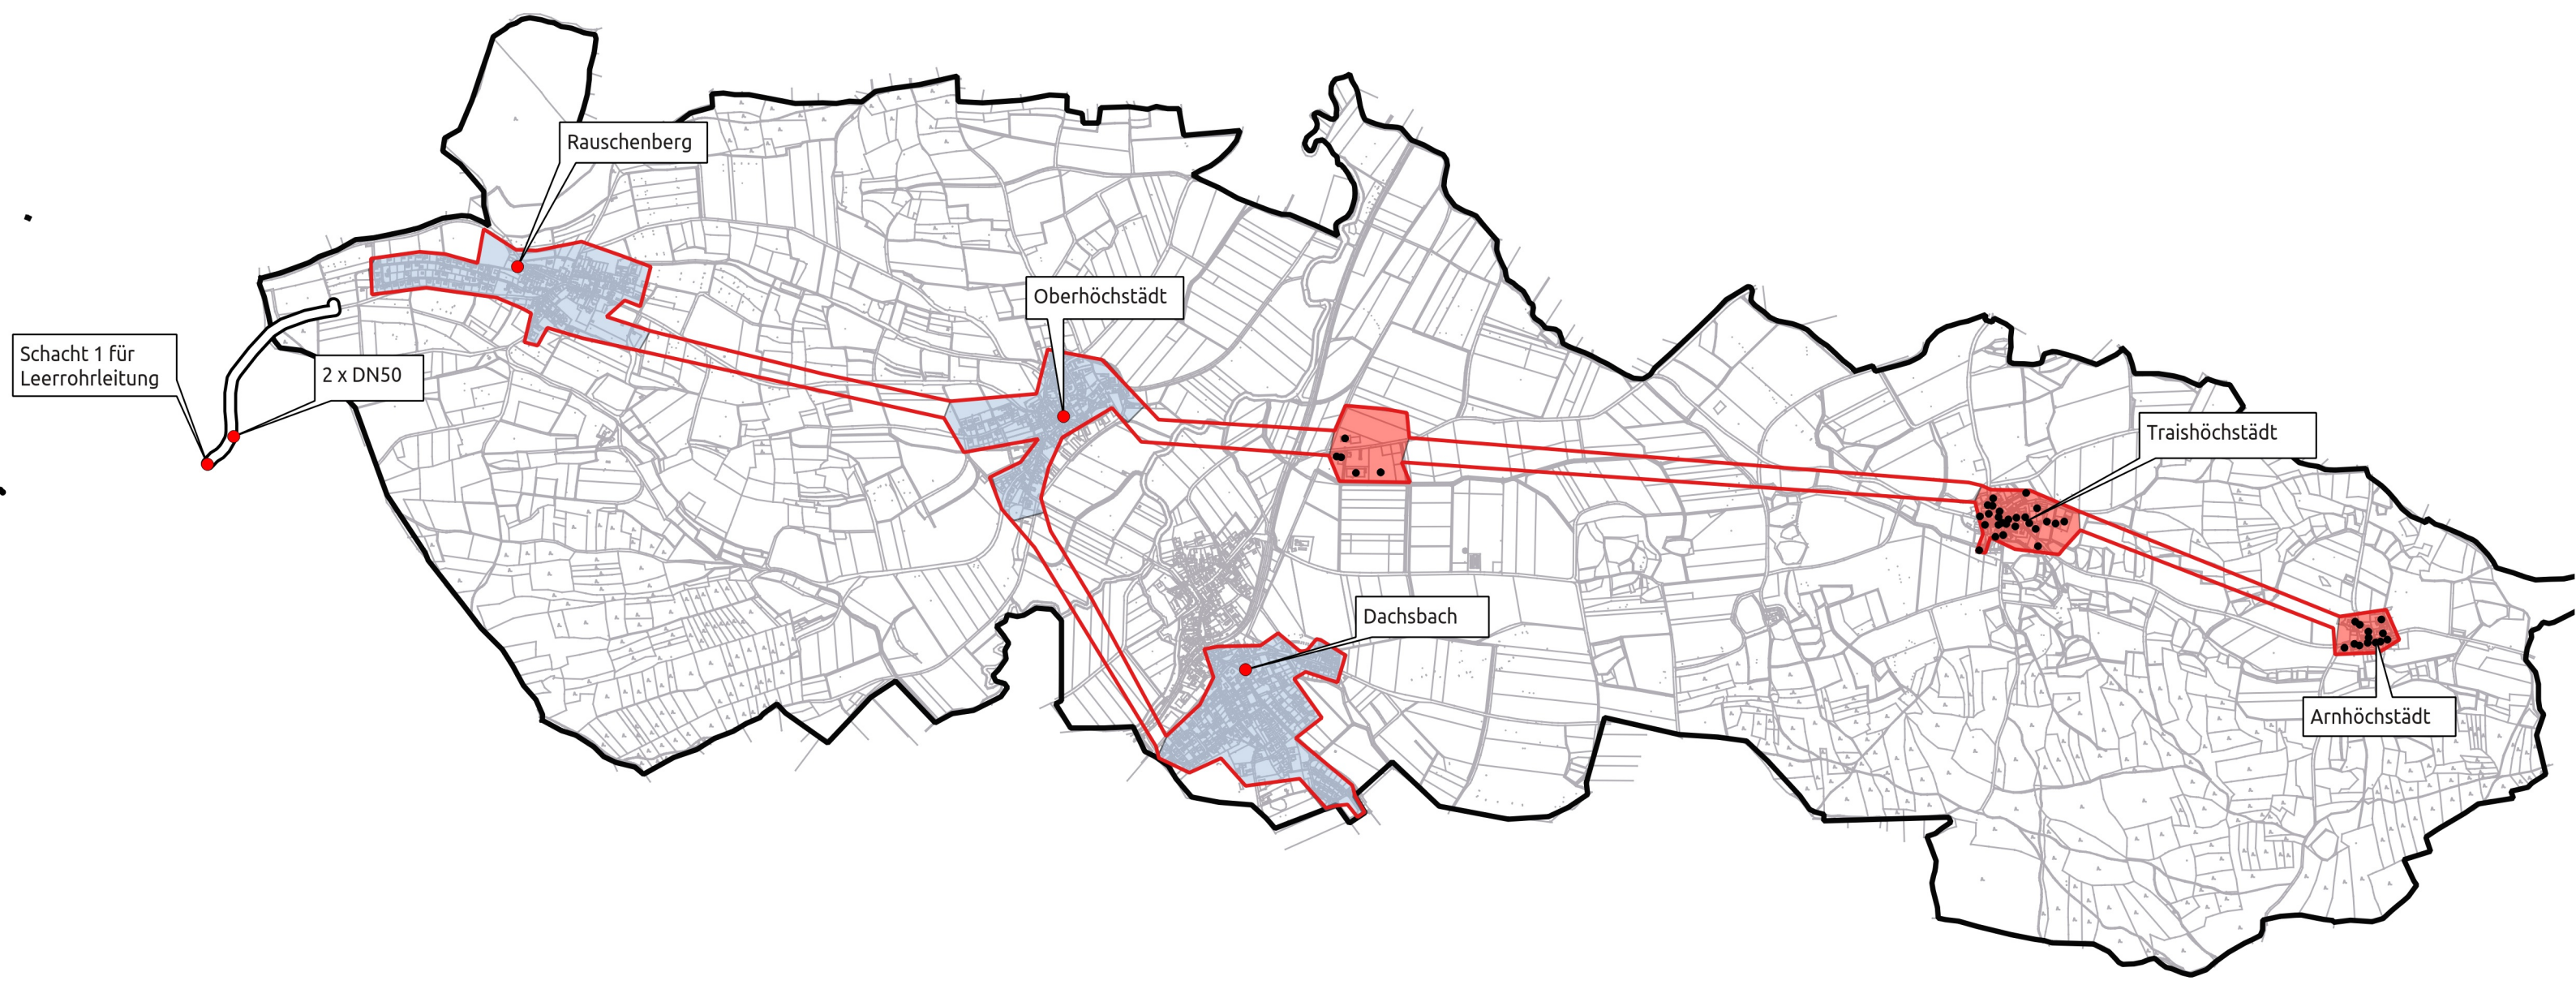 Rauschenberg
Oberhöchstädt
Schacht 1 für
Leerrohrleitung
2 x DN50
Traishöchstädt
Dachsbach
Arnhöchstädt